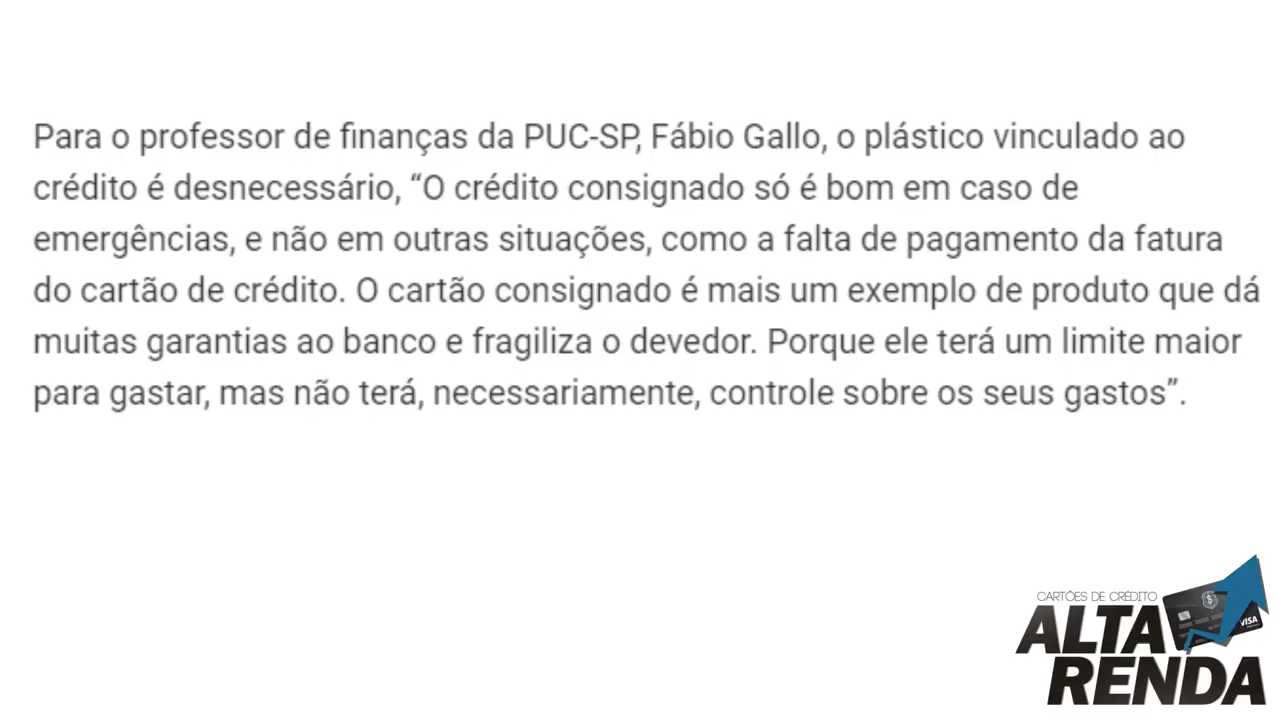 Para o professor de finanças da PUC-SP, Fábio Gallo, o plástico vinculado ao
crédito é desnecessário, “O crédito consignado só é bom em caso de
emergências, e não em outras situações, como a falta de pagamento da fatura
do cartão de crédito. O cartão consignado é mais um exemplo de produto que dá
muitas garantias ao banco e fragiliza o devedor. Porque ele terá um limite maior
para gastar, mas não terá, necessariamente, controle sobre os seus gastos”.
CARTÕES DE CRÉDITO
ALTA
RENDA
VISA